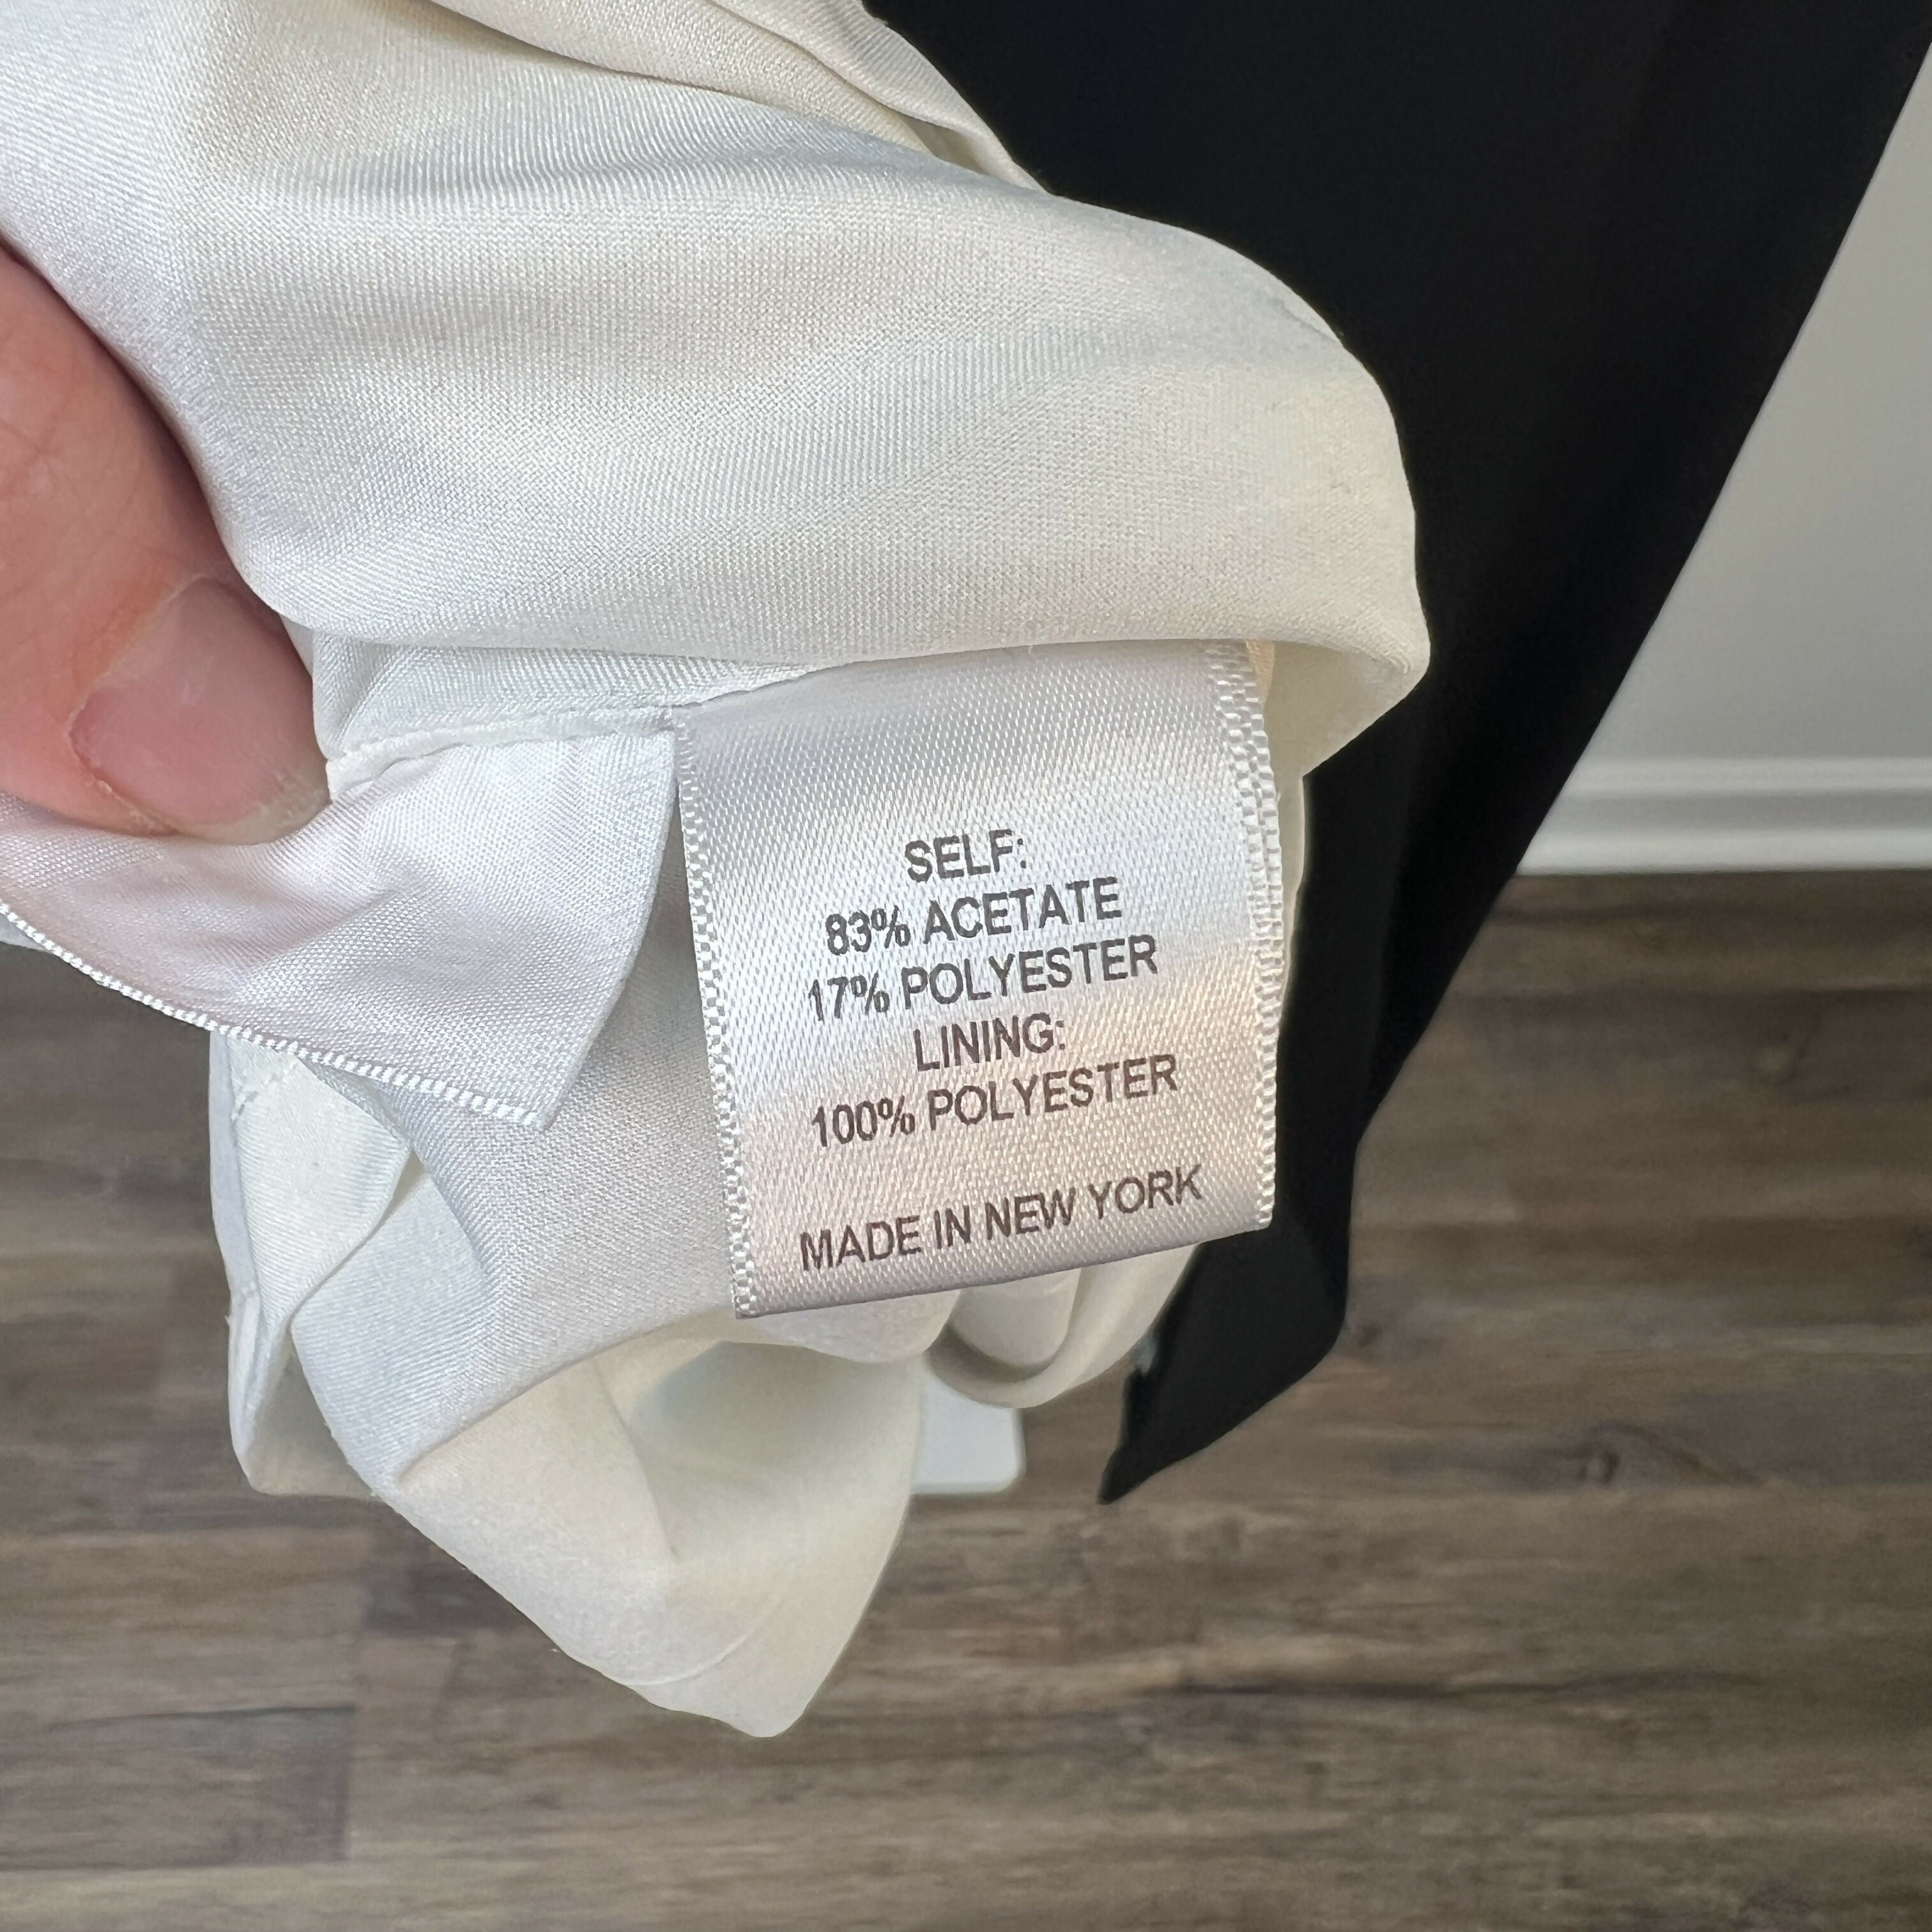 SELF:
83% ACETATE
17% POLYESTER
LINING:
100% POLYESTER
MADE IN NEW YORK